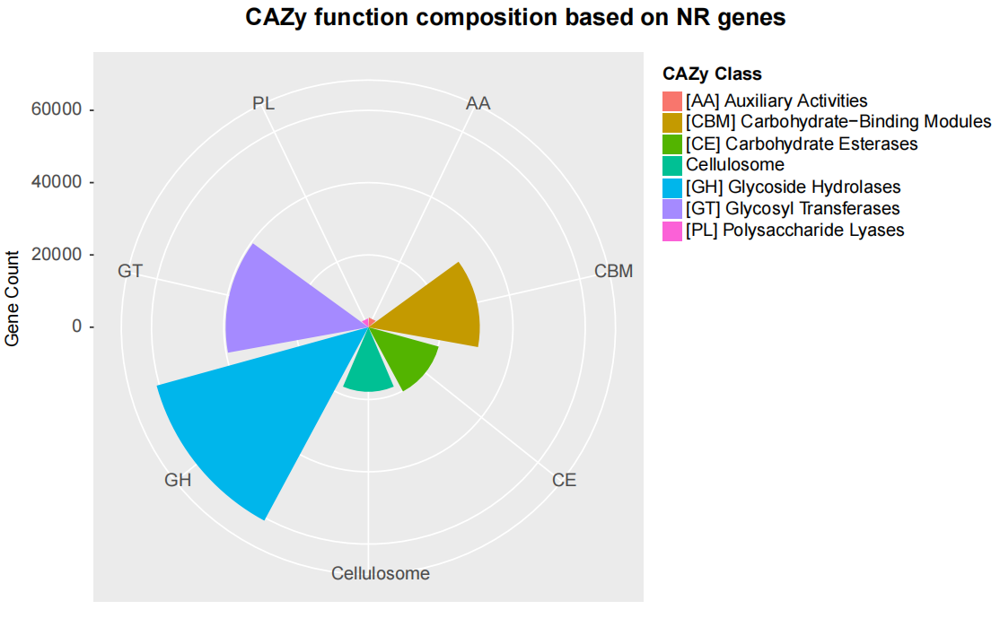 CAZy function composition based on NR genes
CAZy Class
[AA] Auxiliary Activities
[CBM] Carbohydrate−Binding Modules
[CE] Carbohydrate Esterases
Cellulosome
[GH] Glycoside Hydrolases
[GT] Glycosyl Transferases
[PL] Polysaccharide Lyases
Gene Count
60000
40000
20000
0
PL
AA
GT
CBM
GH
CE
Cellulosome